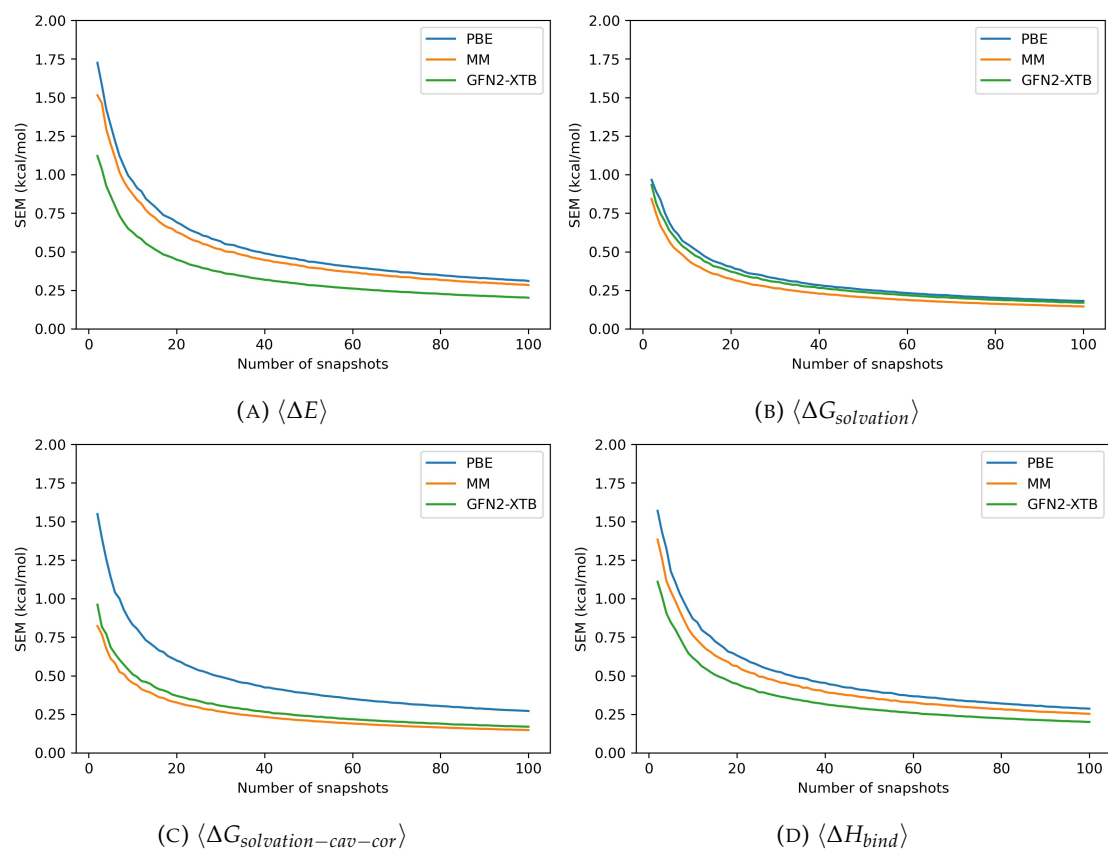 2.00
1.75
1.50
1.25
1.00
0.75
0.50
0.25
0.00
SEM (kcal/mol)
0 20 40 60 80 100
Number of snapshots
PBE
MM
GFN2-XTB
(A) ⟨ΔE⟩
2.00
1.75
1.50
1.25
1.00
0.75
0.50
0.25
0.00
SEM (kcal/mol)
0 20 40 60 80 100
Number of snapshots
PBE
MM
GFN2-XTB
(B) ⟨ΔG_{solvation}⟩
2.00
1.75
1.50
1.25
1.00
0.75
0.50
0.25
0.00
SEM (kcal/mol)
0 20 40 60 80 100
Number of snapshots
PBE
MM
GFN2-XTB
(C) ⟨ΔG_{solvation−cav−cor}⟩
2.00
1.75
1.50
1.25
1.00
0.75
0.50
0.25
0.00
SEM (kcal/mol)
0 20 40 60 80 100
Number of snapshots
PBE
MM
GFN2-XTB
(D) ⟨ΔH_{bind}⟩